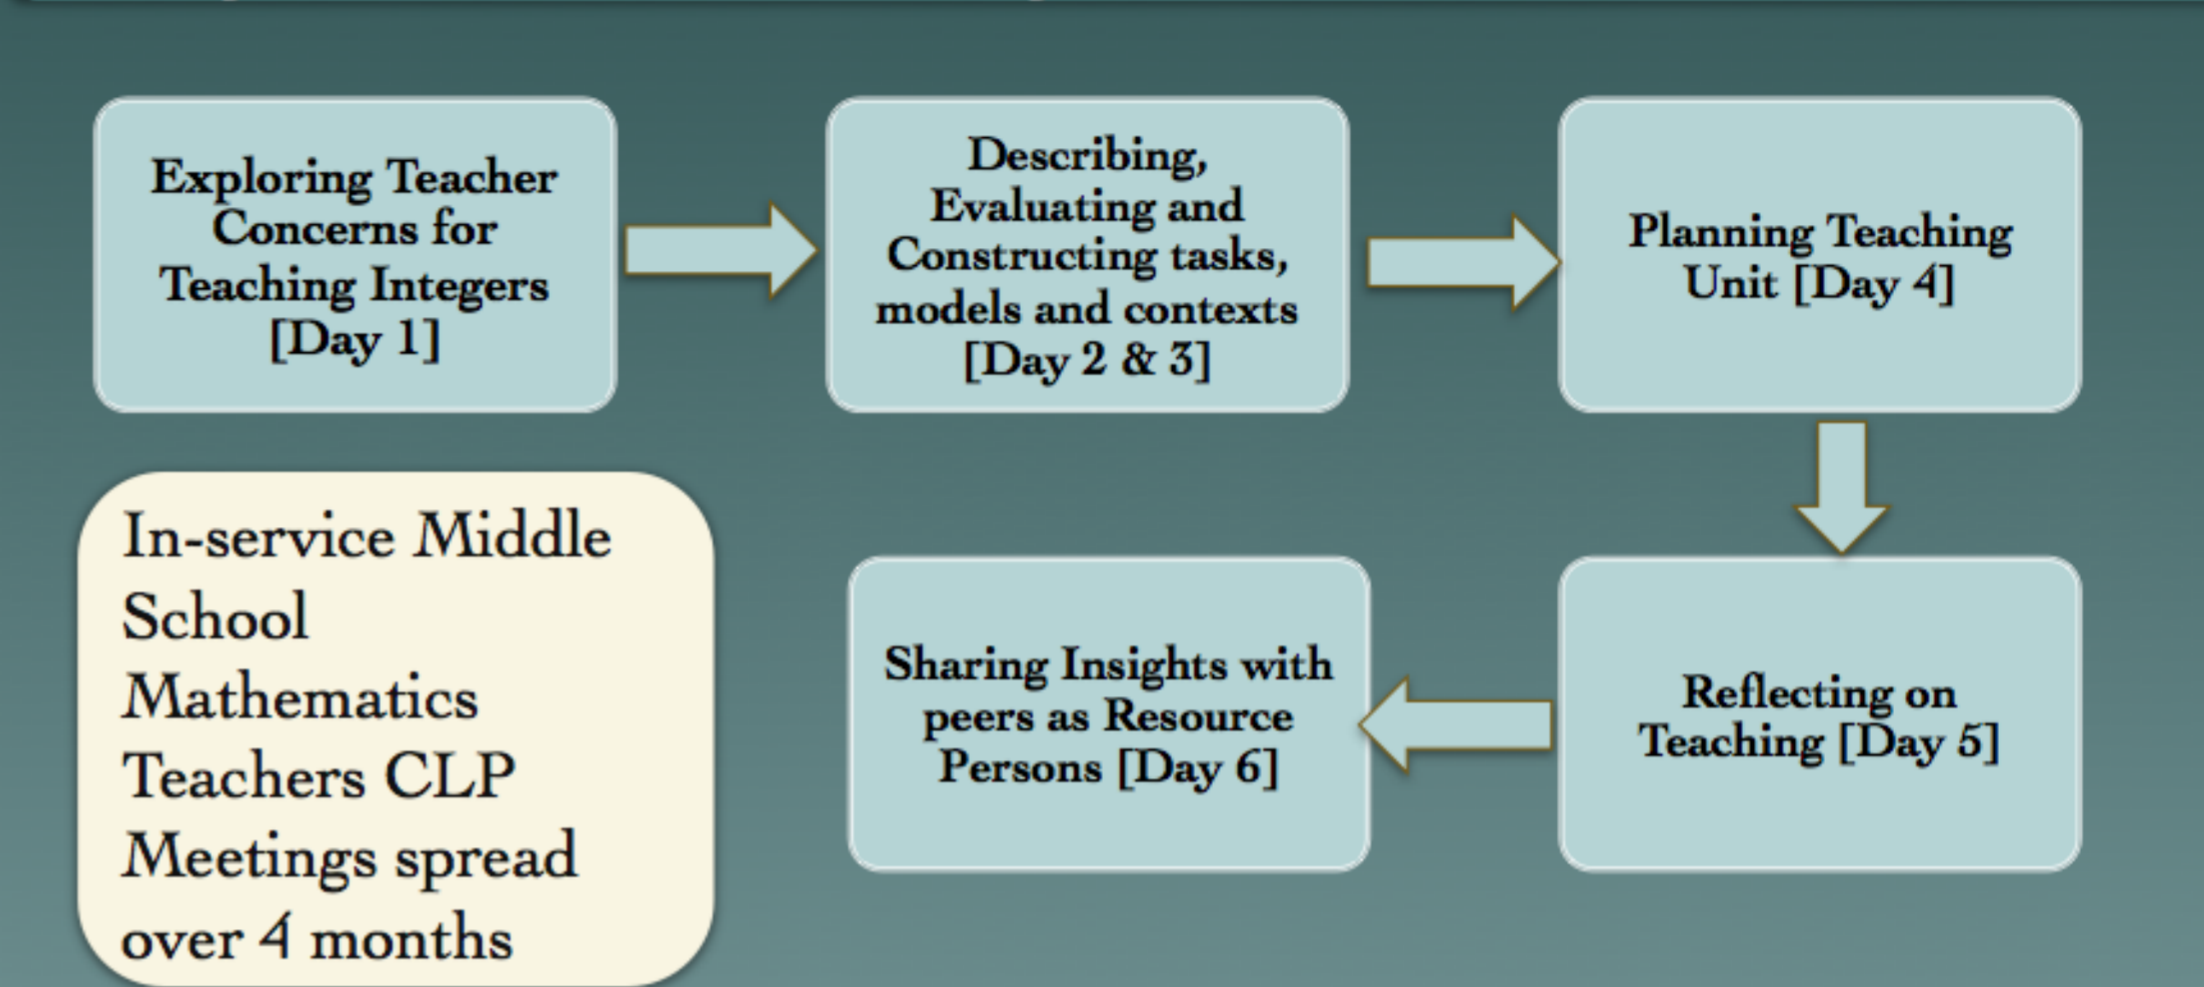 Exploring Teacher
Concerns for
Teaching Integers
[Day 1]
Describing,
Evaluating and
Constructing tasks,
models and contexts
[Day 2 & 3]
Planning Teaching
Unit [Day 4]
Reflecting on
Teaching [Day 5]
Sharing Insights with
peers as Resource
Persons [Day 6]
In-service Middle
School
Mathematics
Teachers CLP
Meetings spread
over 4 months